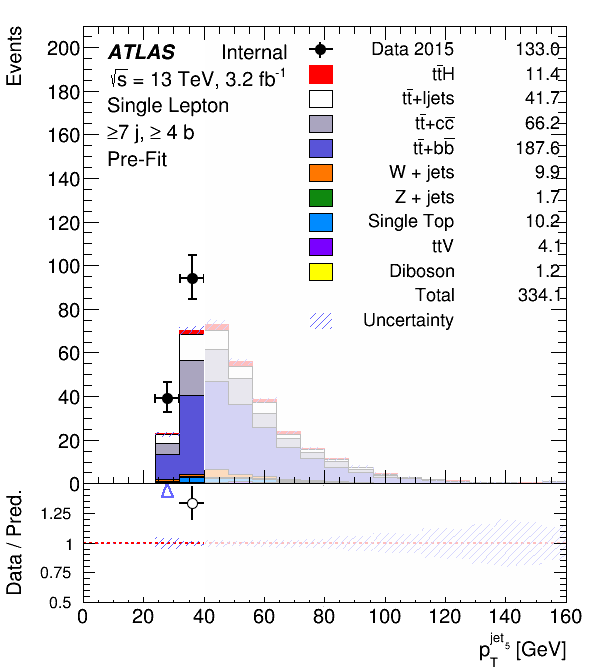 Events
ATLAS Internal
√s = 13 TeV, 3.2 fb⁻¹
Single Lepton
≥7 j, ≥ 4 b
Pre-Fit
Data 2015 133.0
tt̄H 11.4
tt̄+ljets 41.7
tt̄+cc̄ 66.2
tt̄+bb̄ 187.6
W + jets 9.9
Z + jets 1.7
Single Top 10.2
ttV 4.1
Diboson 1.2
Total 334.1
Uncertainty
200
180
160
140
120
100
80
60
40
20
0
Data / Pred.
1.25
1
0.75
0.5
0 20 40 60 80 100 120 140 160
p_T^{jet_5} [GeV]